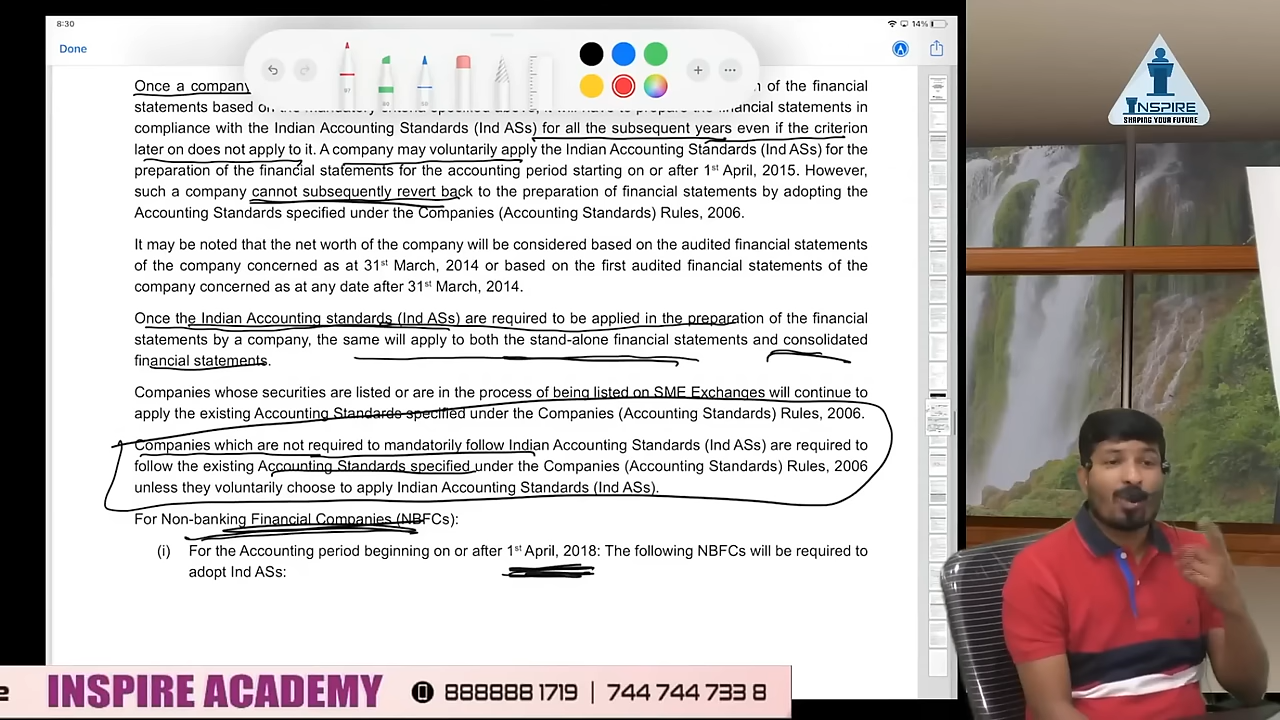 8:30
14%
Done
Once a company
n of the financial
statements based
financial statements in
compliance with the Indian Accounting Standards (Ind ASs) for all the subsequent years even if the criterion
later on does not apply to it. A company may voluntarily apply the Indian Accounting Standards (Ind ASs) for the
preparation of the financial statements for the accounting period starting on or after 1st April, 2015. However,
such a company cannot subsequently revert back to the preparation of financial statements by adopting the
Accounting Standards specified under the Companies (Accounting Standards) Rules, 2006.
It may be noted that the net worth of the company will be considered based on the audited financial statements
of the company concerned as at 31st March, 2014 or based on the first audited financial statements of the
company concerned as at any date after 31st March, 2014.
Once the Indian Accounting standards (Ind ASs) are required to be applied in the preparation of the financial
statements by a company, the same will apply to both the stand-alone financial statements and consolidated
financial statements.
Companies whose securities are listed or are in the process of being listed on SME Exchanges will continue to
apply the existing Accounting Standards specified under the Companies (Accounting Standards) Rules, 2006.
Companies which are not required to mandatorily follow Indian Accounting Standards (Ind ASs) are required to
follow the existing Accounting Standards specified under the Companies (Accounting Standards) Rules, 2006
unless they voluntarily choose to apply Indian Accounting Standards (Ind ASs).
For Non-banking Financial Companies (NBFCs):
(i) For the Accounting period beginning on or after 1st April, 2018: The following NBFCs will be required to
adopt Ind ASs:
INSPIRE
SHAPING YOUR FUTURE
e INSPIRE ACADEMY 888888 1719 | 744 744 733 8